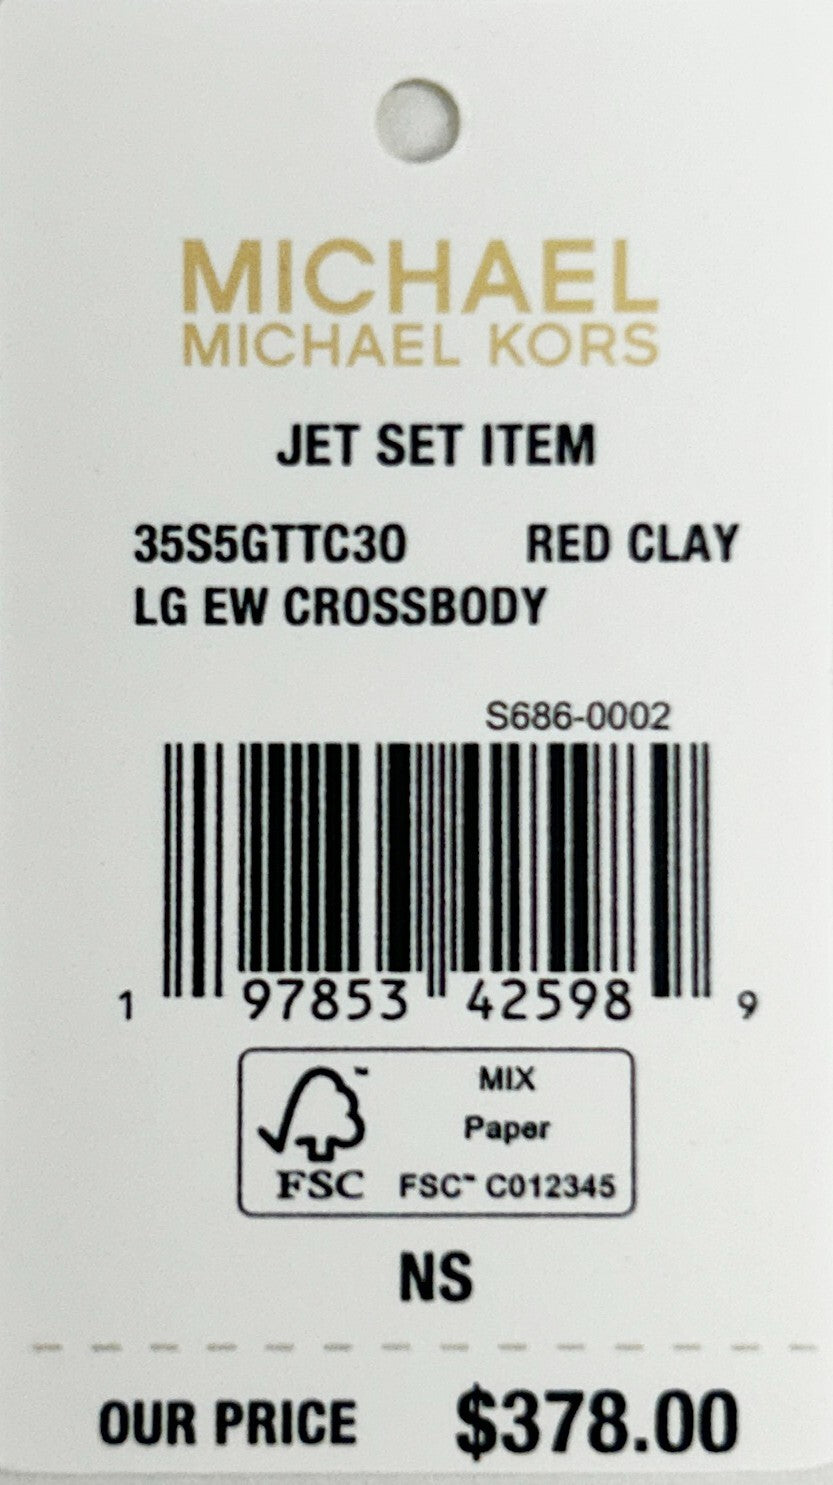 MICHAEL
MICHAEL KORS
JET SET ITEM
35S5GTTC3O RED CLAY
LG EW CROSSBODY
S686-0002
1 97853 42598 9
FSC™
MIX
Paper
FSC™ C012345
NS
OUR PRICE $378.00